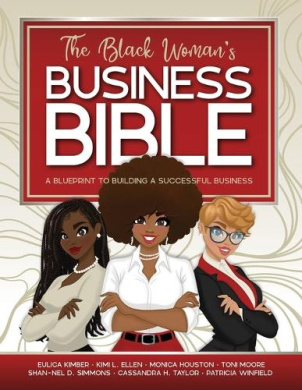 The Black Woman's
BUSINESS
BIBLE
A BLUEPRINT TO BUILDING A SUCCESSFUL BUSINESS
EULICA KIMBER • KIMI L. ELLEN • MONICA HOUSTON • TONI MOORE
SHAN-NEL D. SIMMONS • CASSANDRA H. TAYLOR • PATRICIA WINFIELD